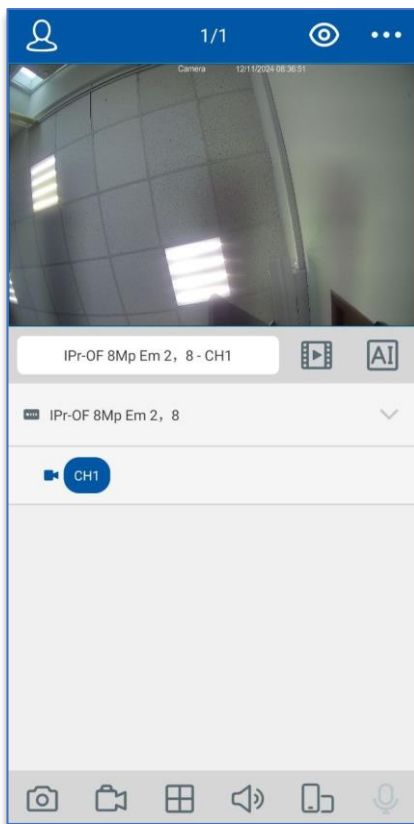 1/1
Camera 12/11/2024 08:36:51
IPr-OF 8Mp Em 2，8 - CH1
AI
IPr-OF 8Mp Em 2，8
CH1